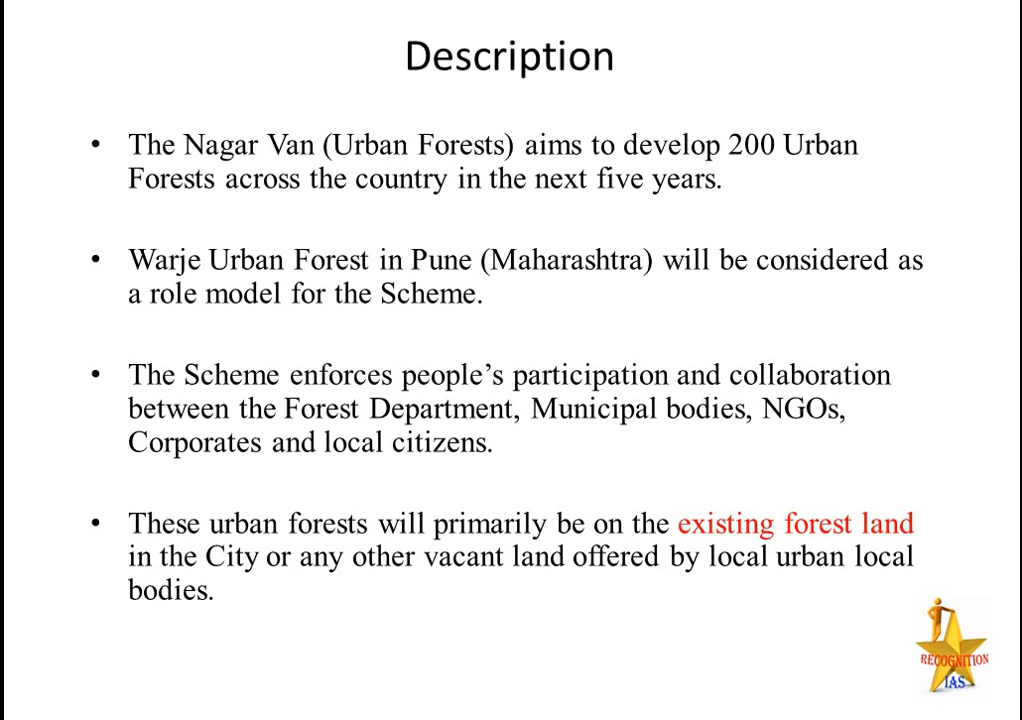 Description
• The Nagar Van (Urban Forests) aims to develop 200 Urban
Forests across the country in the next five years.
• Warje Urban Forest in Pune (Maharashtra) will be considered as
a role model for the Scheme.
• The Scheme enforces people’s participation and collaboration
between the Forest Department, Municipal bodies, NGOs,
Corporates and local citizens.
• These urban forests will primarily be on the existing forest land
in the City or any other vacant land offered by local urban local
bodies.
RECOGNITION
IAS